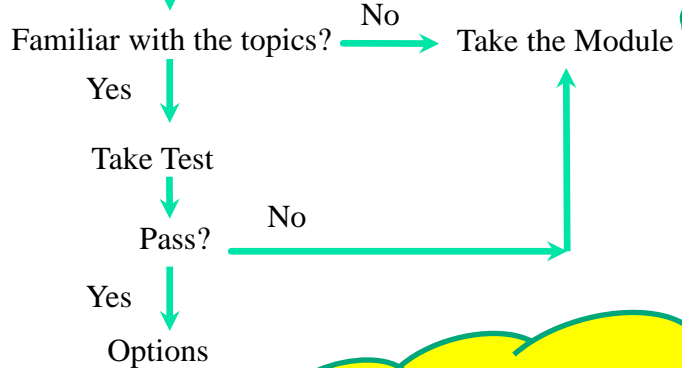 No
Familiar with the topics?
Take the Module
Yes
Take Test
No
Pass?
Yes
Options